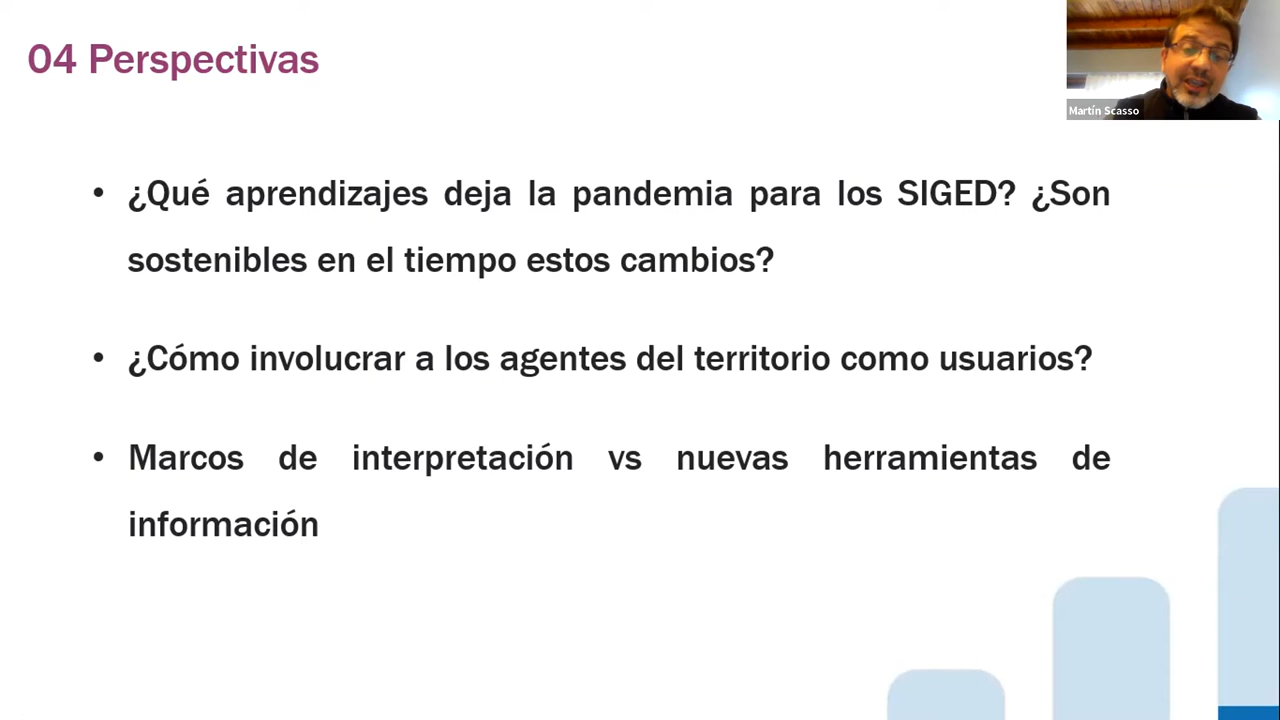 04 Perspectivas
Martín Scasso
• ¿Qué aprendizajes deja la pandemia para los SIGED? ¿Son
sostenibles en el tiempo estos cambios?
• ¿Cómo involucrar a los agentes del territorio como usuarios?
• Marcos de interpretación vs nuevas herramientas de
información